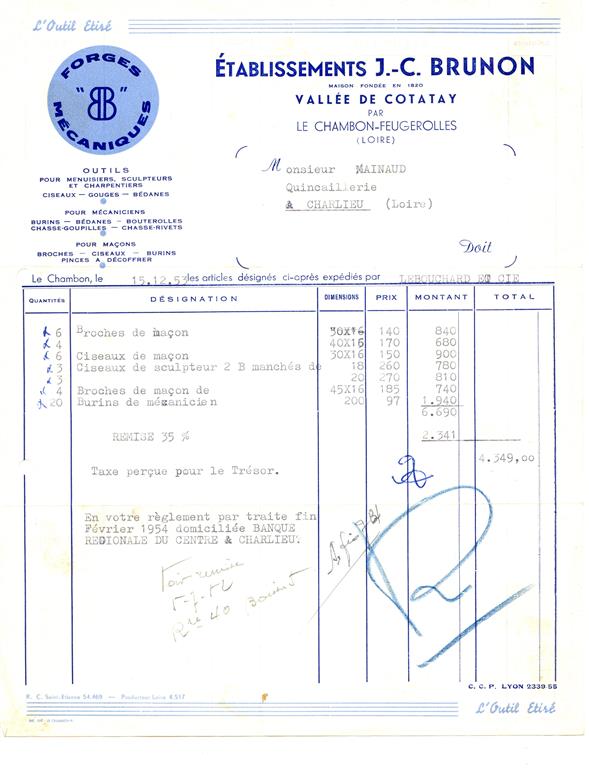 L'Outil Etiré
FORGES
"BB"
MÉCANIQUES
ÉTABLISSEMENTS J.-C. BRUNON
MAISON FONDÉE EN 1820
VALLÉE DE COTATAY
PAR
LE CHAMBON-FEUGEROLLES
(LOIRE)
OUTILS
POUR MENUISIERS, SCULPTEURS
ET CHARPENTIERS
CISEAUX — GOUGES — BÉDANES
POUR MÉCANICIENS
BURINS — BÉDANES — BOUTEROLLES
CHASSE-GOUPILLES — CHASSE-RIVETS
POUR MAÇONS
BROCHES — CISEAUX — BURINS
PINCES A DÉCOFFRER
Monsieur MAINAUD
Quincaillerie
à CHARLIEU (Loire)
Doit
Le Chambon, le 15.12.53 les articles désignés ci-après expédiés par LEBOUCHARD ET CIE
QUANTITÉS DÉSIGNATION DIMENSIONS PRIX MONTANT TOTAL
6 Broches de maçon 30X16 140 840
4 40X16 170 680
6 Ciseaux de maçon 30X16 150 900
3 Ciseaux de sculpteur 2 B manchés de 18 260 780
3 20 270 810
4 Broches de maçon de 45X16 185 740
20 Burins de mécanicien 200 97 1.940
6.690
REMISE 35 % 2.341
4.349,00
Taxe perçue pour le Trésor.
En votre règlement par traite fin
Février 1954 domiciliée BANQUE
REGIONALE DU CENTRE à CHARLIEU.
Voir remise
R. C. Saint-Etienne 54.469 — Producteur Loire 4.517
C. C. P. LYON 2339-55
L'Outil Etiré